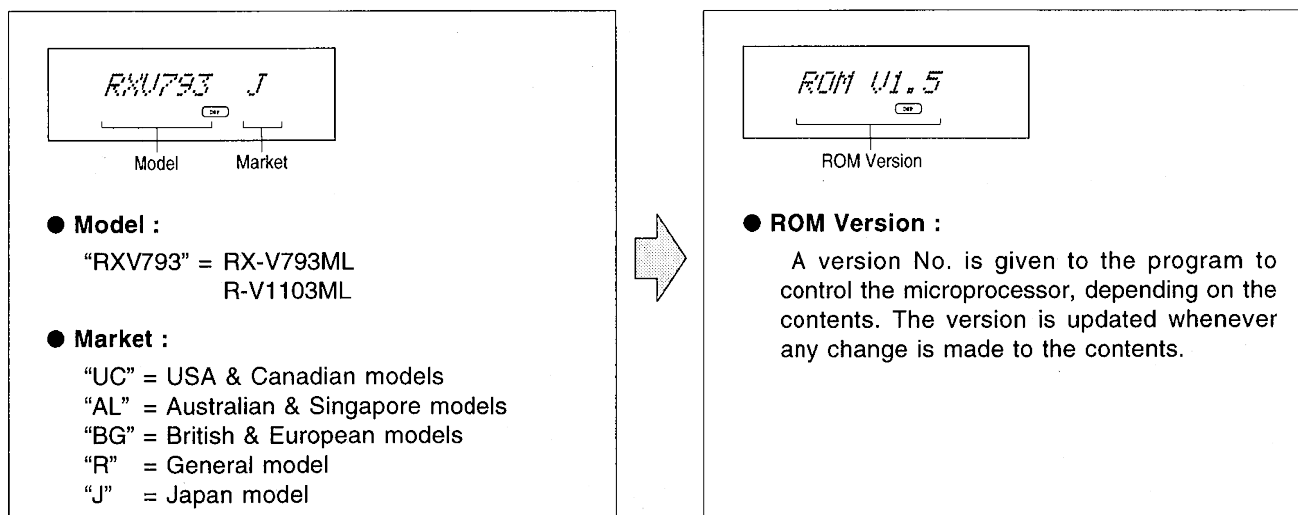 RXV793 J
DSP
Model Market
● Model :
“RXV793” = RX-V793ML
R-V1103ML
● Market :
“UC” = USA & Canadian models
“AL” = Australian & Singapore models
“BG” = British & European models
“R” = General model
“J” = Japan model
ROM V1.5
DSP
ROM Version
● ROM Version :
A version No. is given to the program to
control the microprocessor, depending on the
contents. The version is updated whenever
any change is made to the contents.